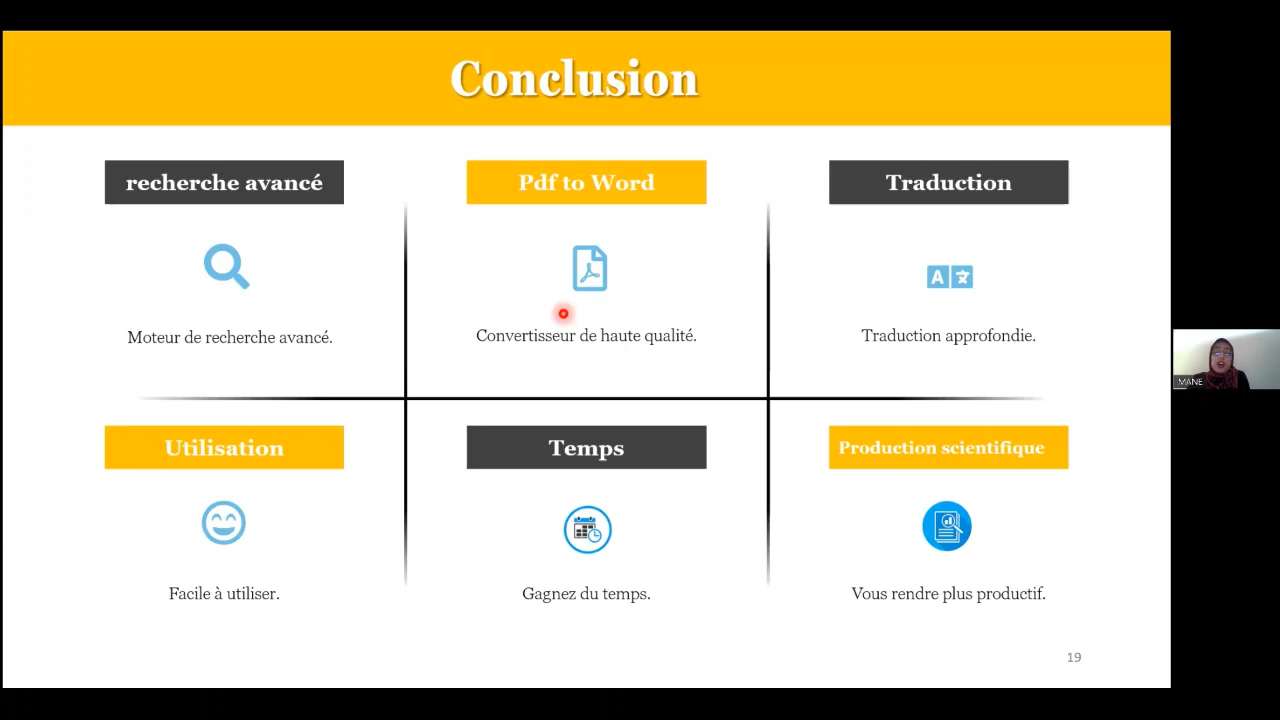 Conclusion
recherche avancé
Pdf to Word
Traduction
A
Moteur de recherche avancé.
Convertisseur de haute qualité.
Traduction approfondie.
MANE
Utilisation
Temps
Production scientifique
Facile à utiliser.
Gagnez du temps.
Vous rendre plus productif.
19